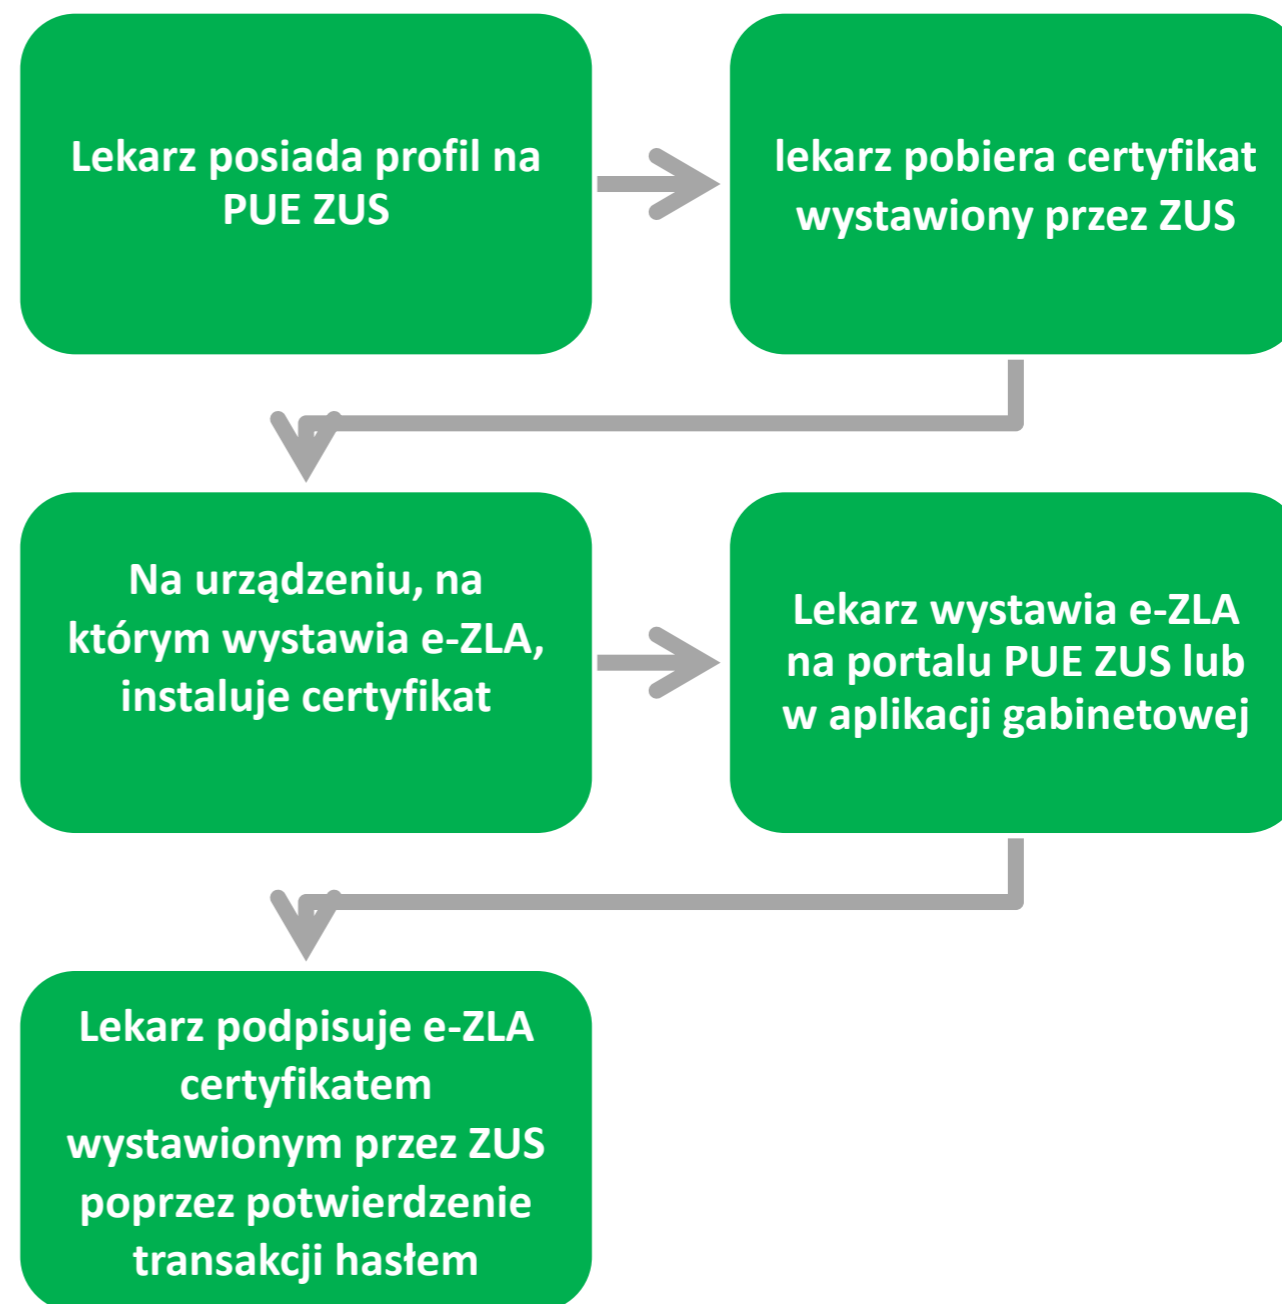 Lekarz posiada profil na
PUE ZUS
lekarz pobiera certyfikat
wystawiony przez ZUS
Na urządzeniu, na
którym wystawia e-ZLA,
instaluje certyfikat
Lekarz wystawia e-ZLA
na portalu PUE ZUS lub
w aplikacji gabinetowej
Lekarz podpisuje e-ZLA
certyfikatem
wystawionym przez ZUS
poprzez potwierdzenie
transakcji hasłem